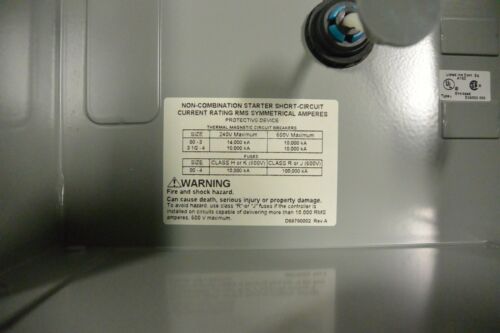 NON-COMBINATION STARTER SHORT-CIRCUIT
CURRENT RATING RMS SYMMETRICAL AMPERES
PROTECTIVE DEVICE
THERMAL MAGNETIC CIRCUIT BREAKERS
SIZE 240V Maximum 600V Maximum
00 - 3 14,000 kA 10,000 kA
3 1/2 - 4 10,000 kA 10,000 kA
FUSES
SIZE CLASS H or K (600V) CLASS R or J (600V)
00 - 4 10,000 kA 100,000 kA
WARNING
Fire and shock hazard.
Can cause death, serious injury or property damage.
To avoid hazard, use class "R" or "J" fuses if the controller is
installed on circuits capable of delivering more than 10,000 RMS
amperes, 600 V maximum.
D68790002 Rev.A